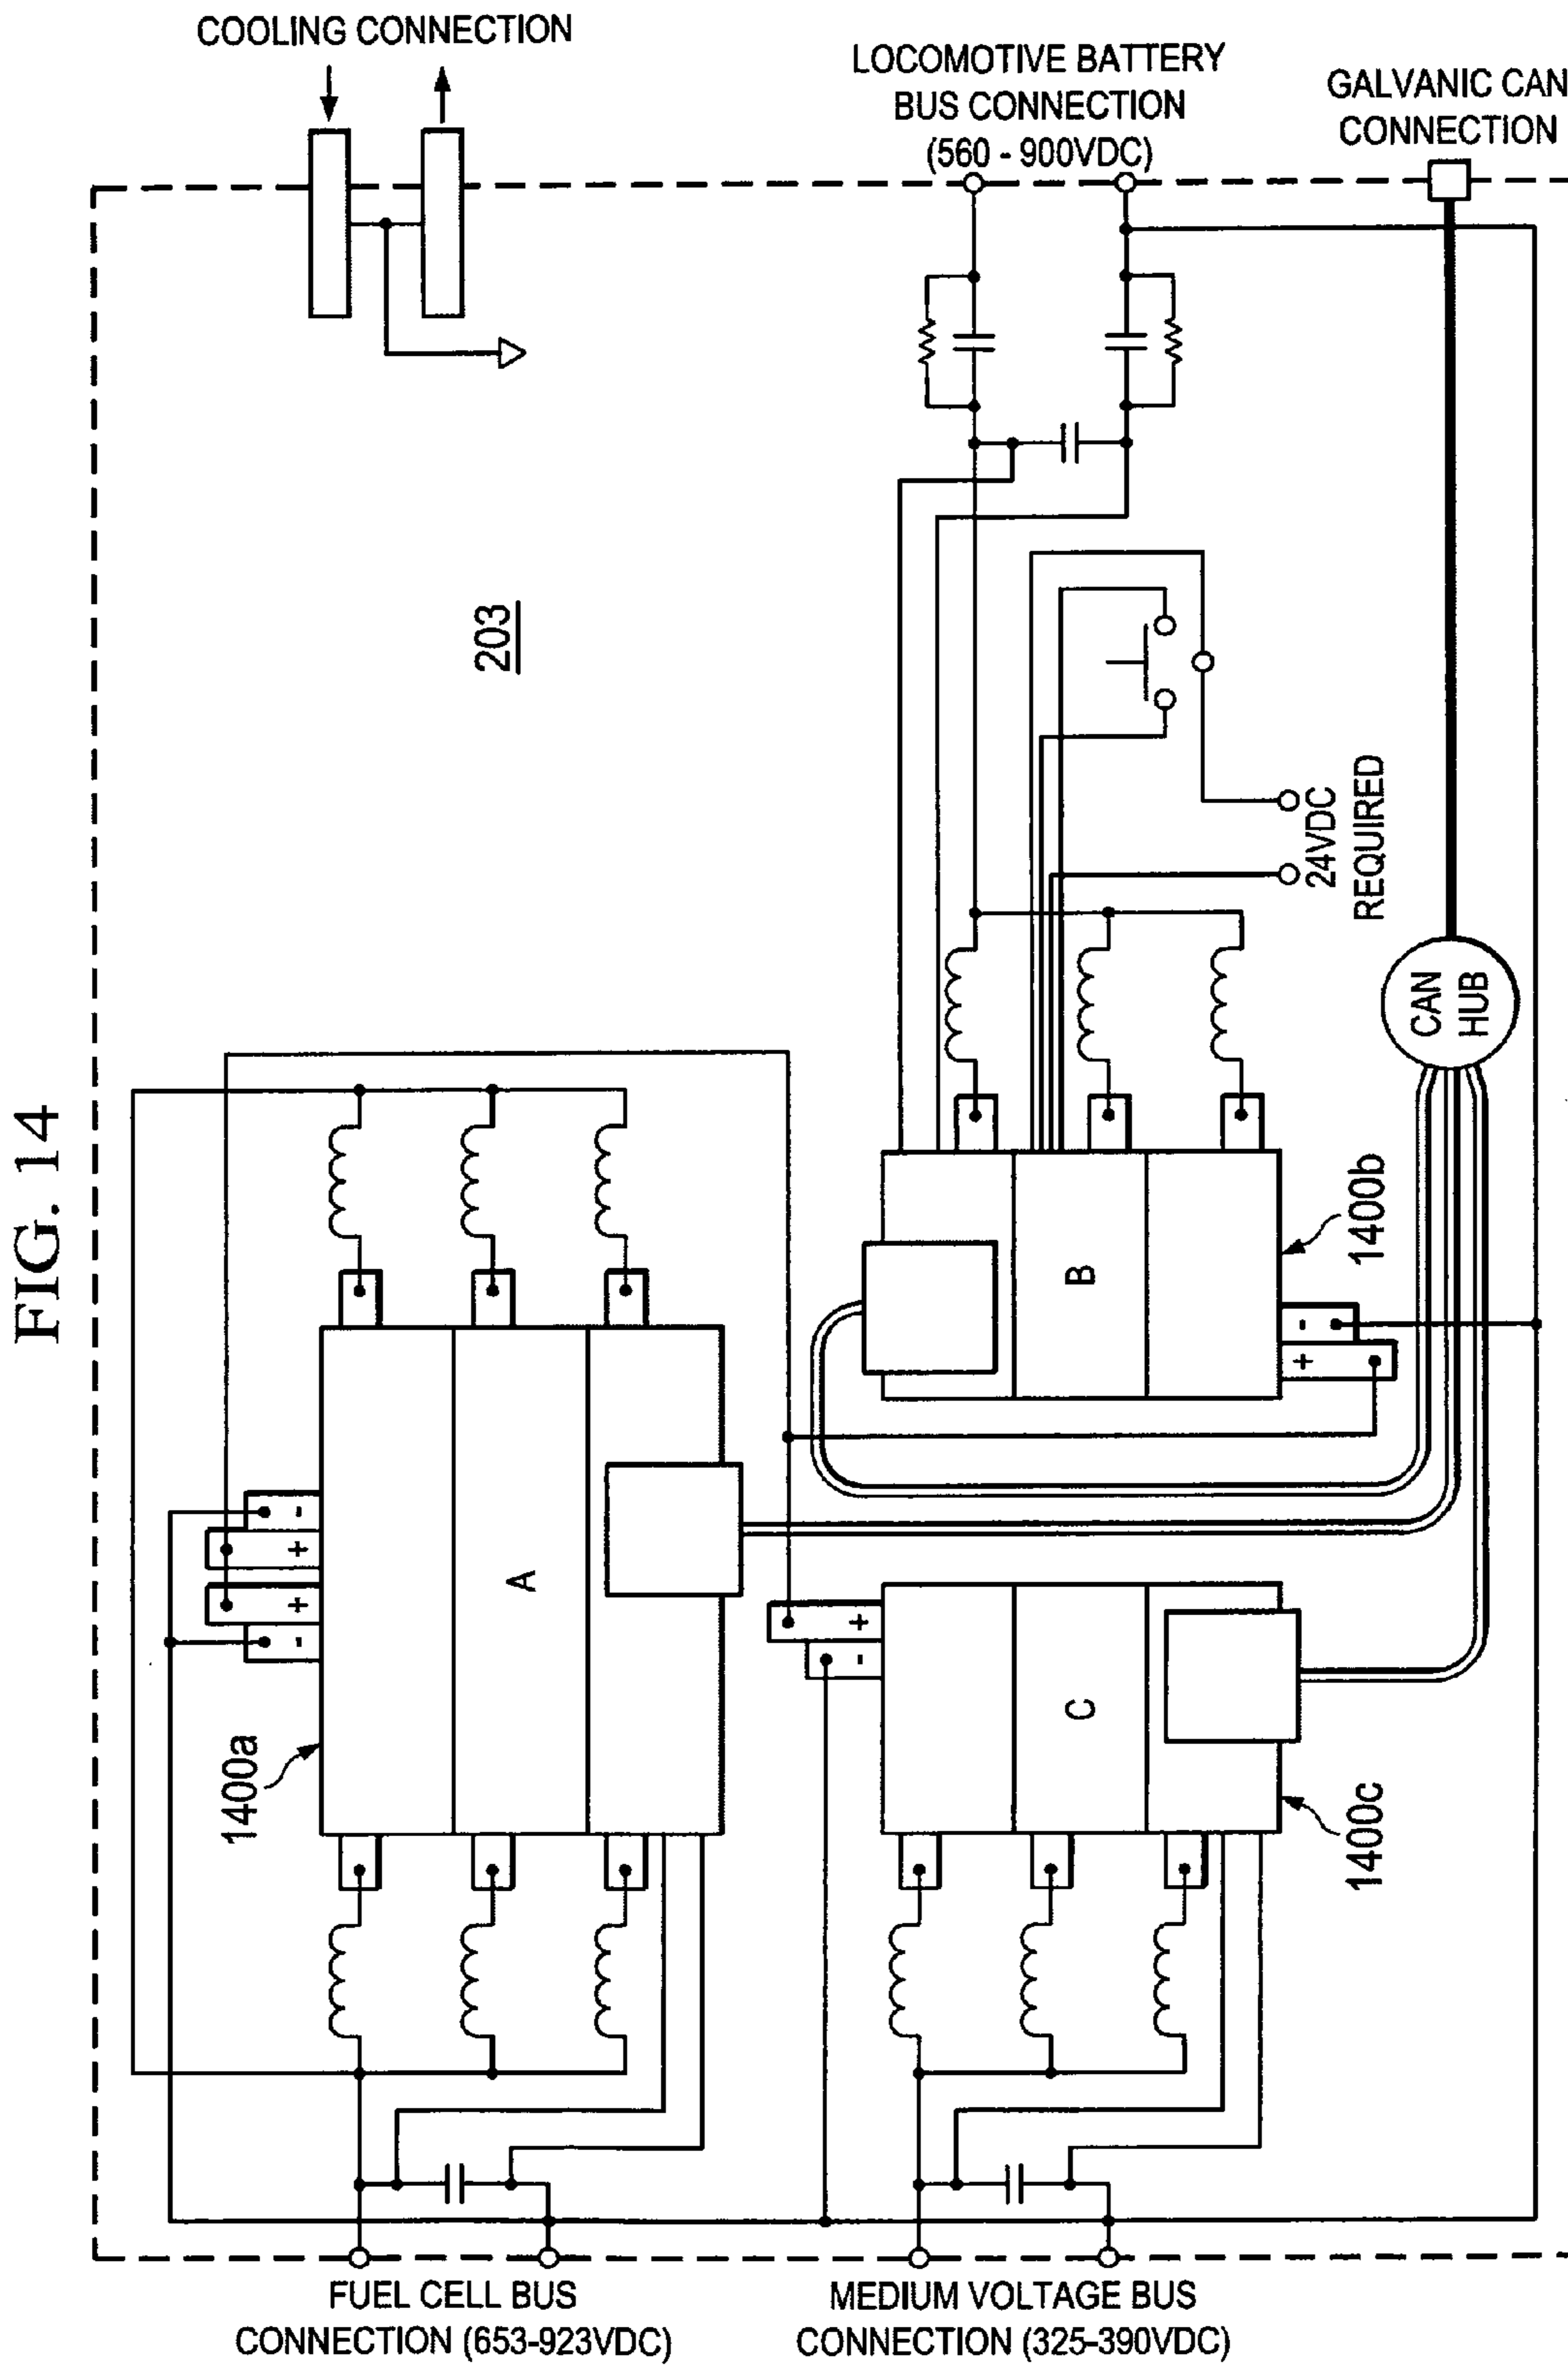 FIG. 14
COOLING CONNECTION
LOCOMOTIVE BATTERY
BUS CONNECTION
(560 - 900VDC)
GALVANIC CAN
CONNECTION
203
24VDC
REQUIRED
CAN
HUB
1400a
A
-
+
+
-
1400b
B
-
+
1400c
C
+
-
FUEL CELL BUS
CONNECTION (653-923VDC)
MEDIUM VOLTAGE BUS
CONNECTION (325-390VDC)